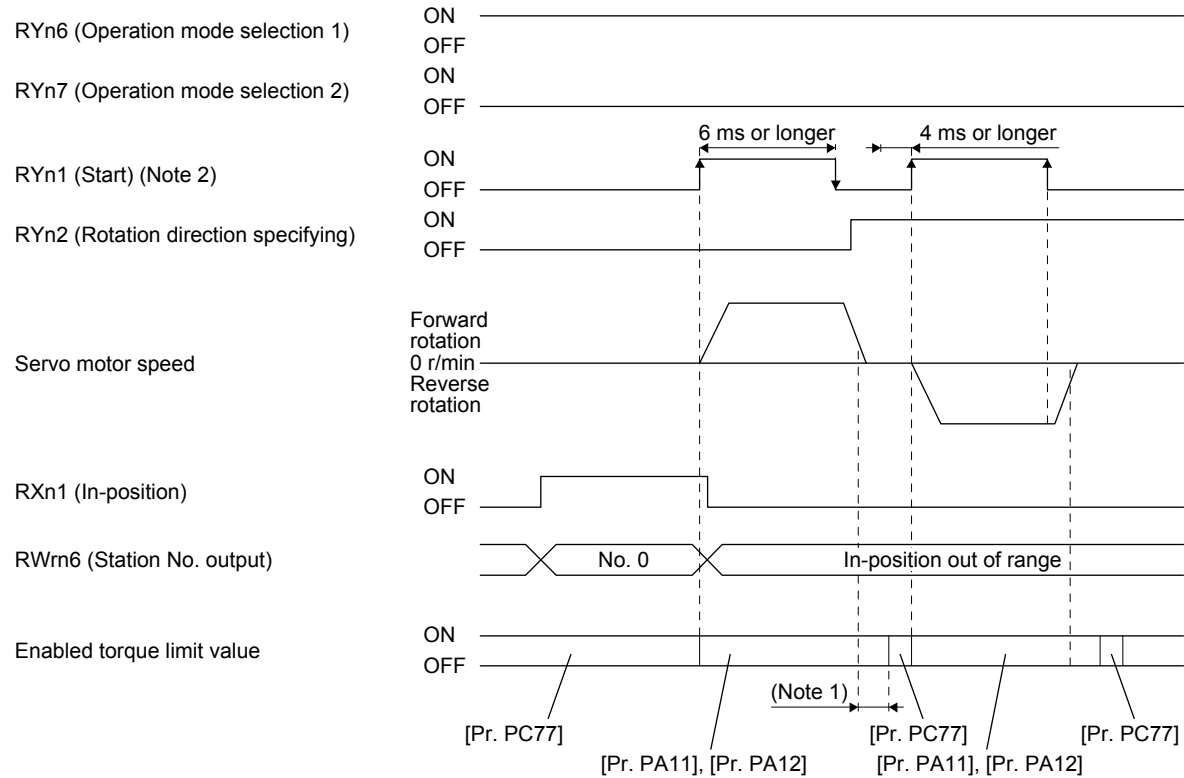 RYn6 (Operation mode selection 1)
ON
OFF
RYn7 (Operation mode selection 2)
ON
OFF
6 ms or longer
4 ms or longer
RYn1 (Start) (Note 2)
ON
OFF
RYn2 (Rotation direction specifying)
ON
OFF
Servo motor speed
Forward
rotation
0 r/min
Reverse
rotation
RXn1 (In-position)
ON
OFF
RWrn6 (Station No. output)
No. 0
In-position out of range
Enabled torque limit value
ON
OFF
(Note 1)
[Pr. PC77]
[Pr. PC77]
[Pr. PC77]
[Pr. PA11], [Pr. PA12]
[Pr. PA11], [Pr. PA12]